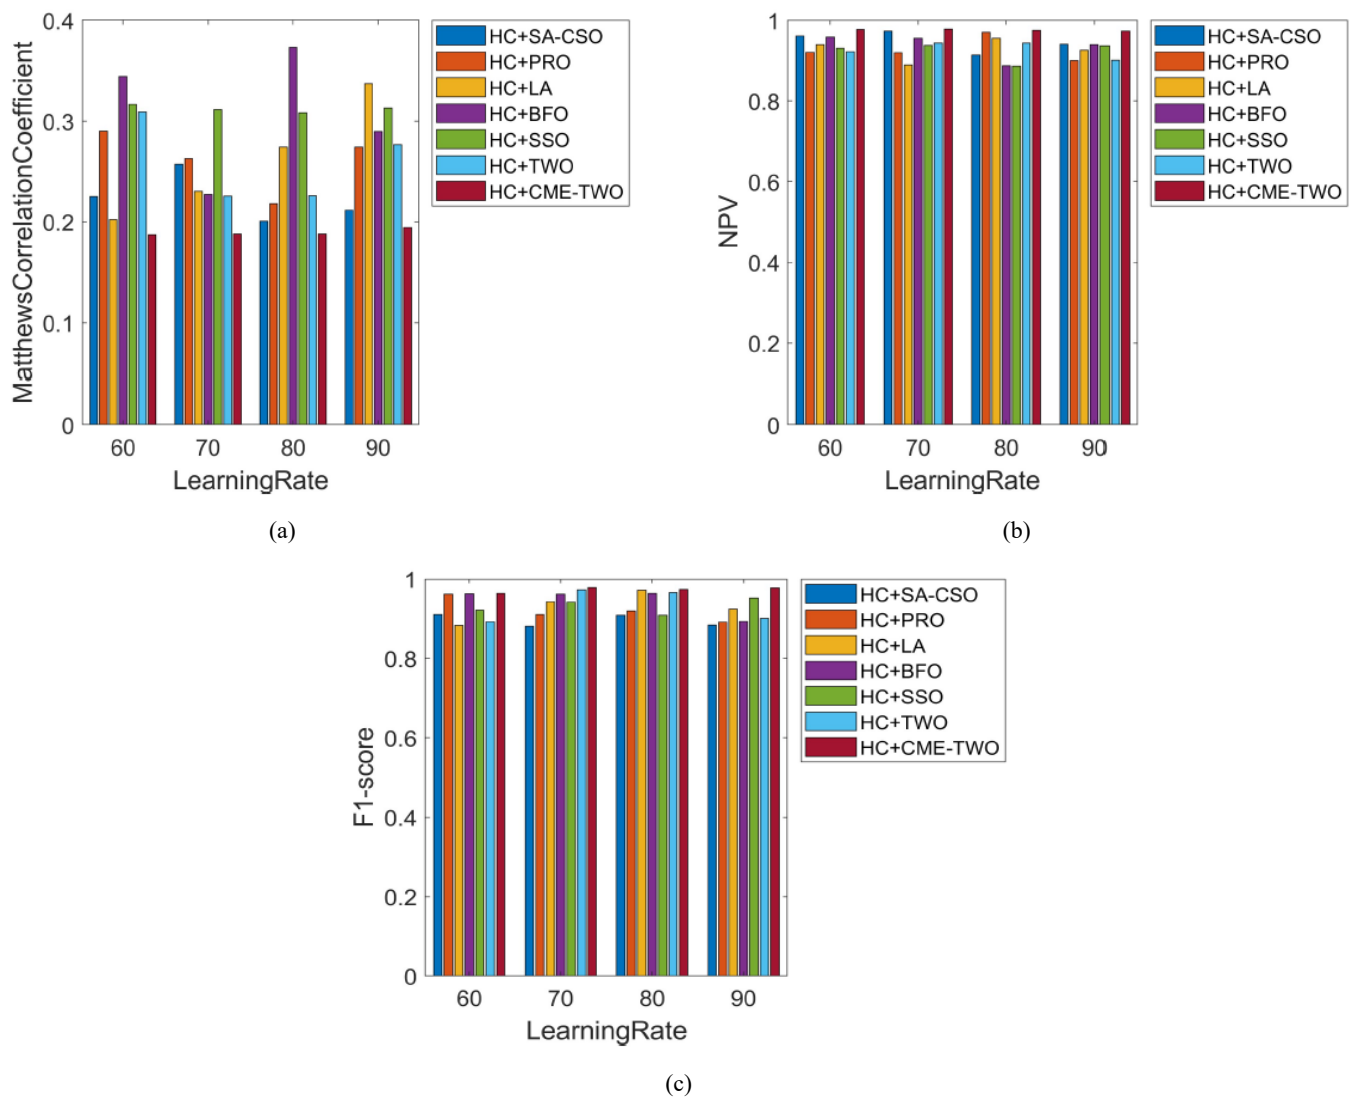 0.4
0.3
0.2
0.1
0
MatthewsCorrelationCoefficient
60 70 80 90
LearningRate
HC+SA-CSO
HC+PRO
HC+LA
HC+BFO
HC+SSO
HC+TWO
HC+CME-TWO
(a)
1
0.8
0.6
0.4
0.2
0
NPV
60 70 80 90
LearningRate
HC+SA-CSO
HC+PRO
HC+LA
HC+BFO
HC+SSO
HC+TWO
HC+CME-TWO
(b)
1
0.8
0.6
0.4
0.2
0
F1-score
60 70 80 90
LearningRate
HC+SA-CSO
HC+PRO
HC+LA
HC+BFO
HC+SSO
HC+TWO
HC+CME-TWO
(c)